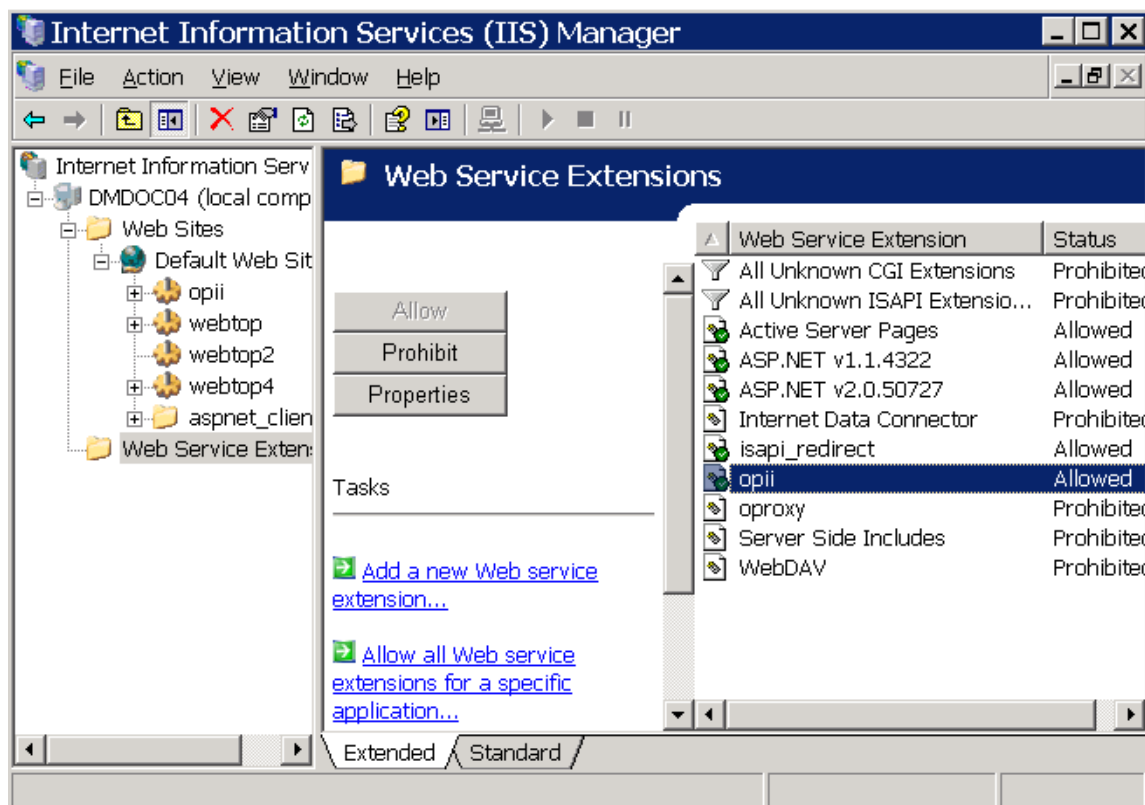 Internet Information Services (IIS) Manager
File Action View Window Help
Internet Information Serv
DMDOC04 (local comp
Web Sites
Default Web Sit
opii
webtop
webtop2
webtop4
aspnet_clien
Web Service Exten
Web Service Extensions
Allow
Prohibit
Properties
Tasks
Add a new Web service
extension...
Allow all Web service
extensions for a specific
application...
Web Service Extension Status
All Unknown CGI Extensions Prohibited
All Unknown ISAPI Extensio... Prohibited
Active Server Pages Allowed
ASP.NET v1.1.4322 Allowed
ASP.NET v2.0.50727 Allowed
Internet Data Connector Prohibited
isapi_redirect Allowed
opii Allowed
oproxy Prohibited
Server Side Includes Prohibited
WebDAV Prohibited
Extended Standard